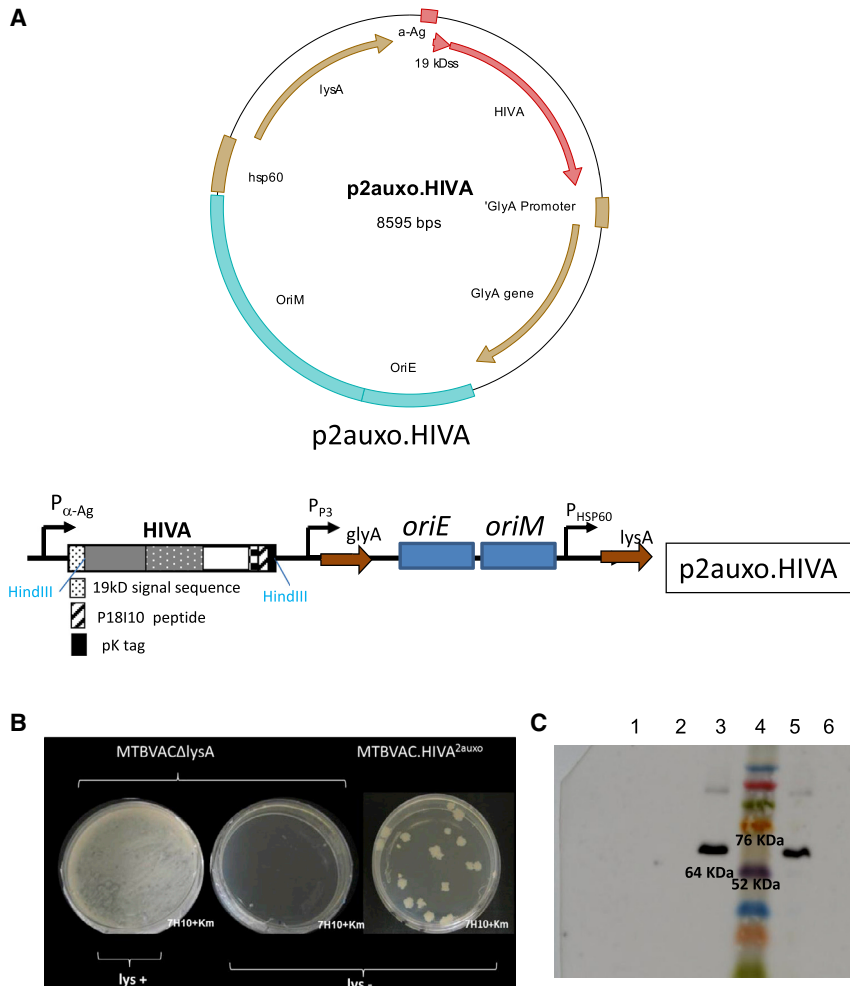 A
a-Ag
19 kDss
lysA
HIVA
hsp60
p2auxo.HIVA
8595 bps
'GlyA Promoter
GlyA gene
OriM
OriE
p2auxo.HIVA
Pα-Ag
HIVA
PP3
glyA
oriE
oriM
PHSP60
lysA
p2auxo.HIVA
HindIII
HindIII
19kD signal sequence
P18I10 peptide
pK tag
B
MTBVACΔlysA
MTBVAC.HIVA2auxo
7H10+Km
7H10+Km
7H10+Km
lys +
lys -
C
1 2 3 4 5 6
76 KDa
64 KDa
52 KDa